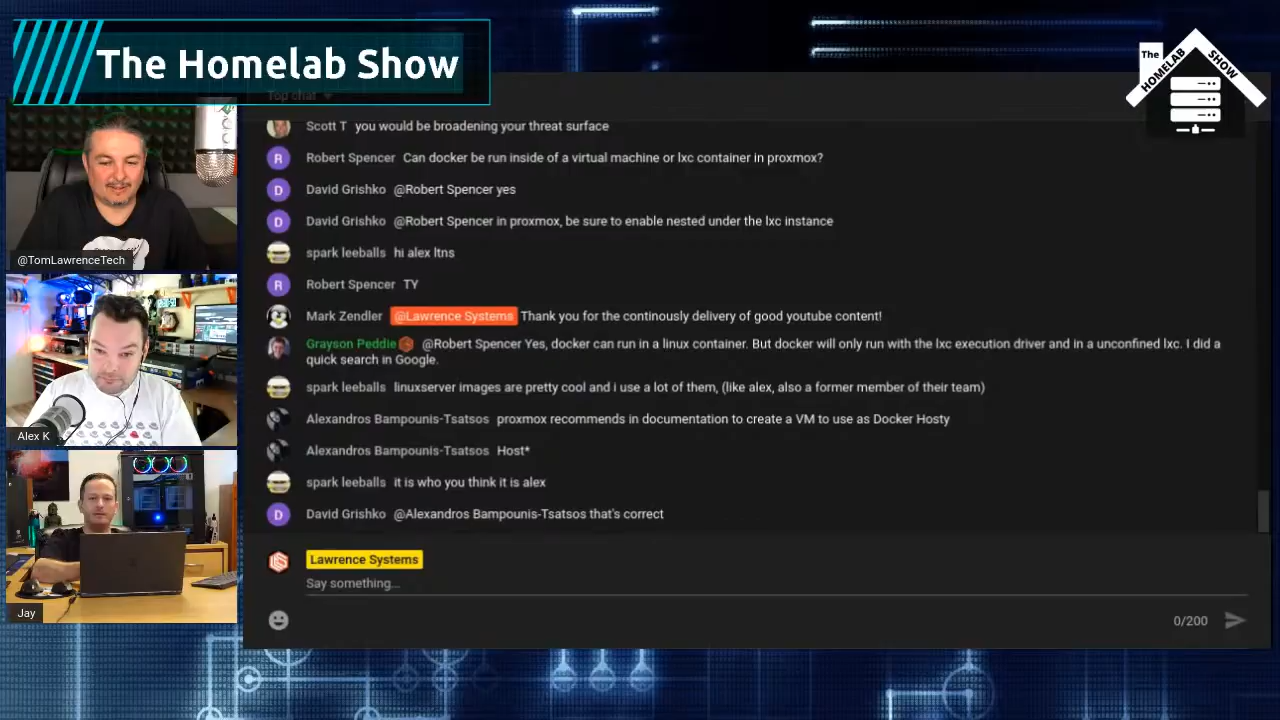 The Homelab Show
The
HOMELAB
SHOW
Top chat
Scott T you would be broadening your threat surface
R Robert Spencer Can docker be run inside of a virtual machine or lxc container in proxmox?
D David Grishko @Robert Spencer yes
D David Grishko @Robert Spencer in proxmox, be sure to enable nested under the lxc instance
spark leeballs hi alex ltns
R Robert Spencer TY
Mark Zendler @Lawrence Systems Thank you for the continously delivery of good youtube content!
Grayson Peddie @Robert Spencer Yes, docker can run in a linux container. But docker will only run with the lxc execution driver and in a unconfined lxc. I did a
quick search in Google.
spark leeballs linuxserver images are pretty cool and i use a lot of them, (like alex, also a former member of their team)
Alexandros Bampounis-Tsatsos proxmox recommends in documentation to create a VM to use as Docker Hosty
Alexandros Bampounis-Tsatsos Host*
spark leeballs it is who you think it is alex
D David Grishko @Alexandros Bampounis-Tsatsos that's correct
Lawrence Systems
Say something...
0/200
@TomLawrenceTech
Alex K
Jay